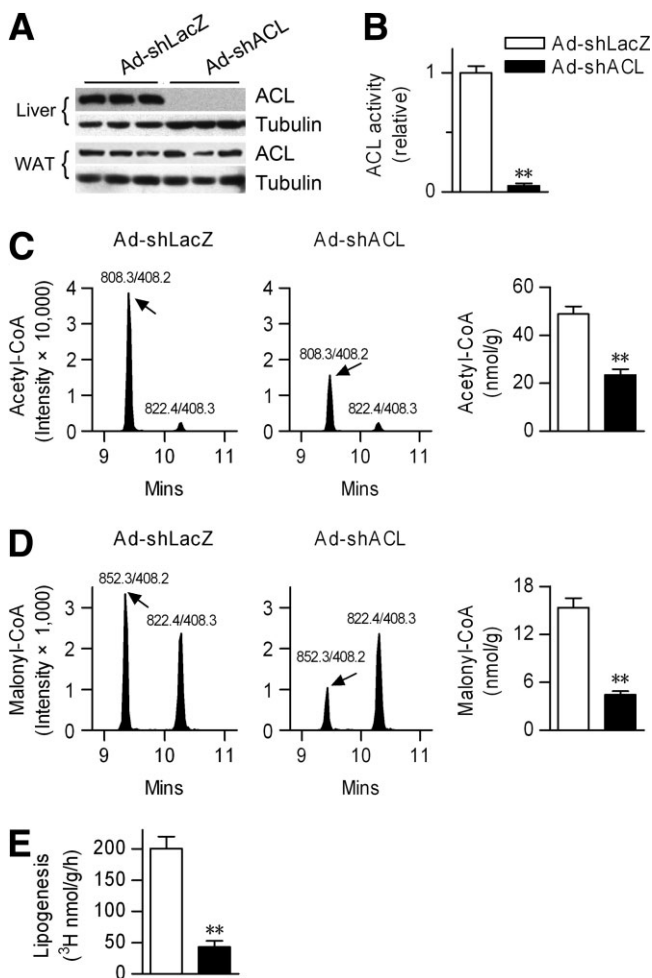 A
Ad-shLacZ
Ad-shACL
Liver {
ACL
Tubulin
WAT {
ACL
Tubulin
B
Ad-shLacZ
Ad-shACL
ACL activity
(relative)
1
0
**
C
Ad-shLacZ
Ad-shACL
Acetyl-CoA
(Intensity × 10,000)
4
3
2
1
0
808.3/408.2
822.4/408.3
9 10 11
Mins
4
3
2
1
0
808.3/408.2
822.4/408.3
9 10 11
Mins
Acetyl-CoA
(nmol/g)
60
40
20
0
**
D
Ad-shLacZ
Ad-shACL
Malonyl-CoA
(Intensity × 1,000)
3
2
1
0
852.3/408.2
822.4/408.3
9 10 11
Mins
3
2
1
0
852.3/408.2
822.4/408.3
9 10 11
Mins
Malonyl-CoA
(nmol/g)
18
12
6
0
**
E
Lipogenesis
(³H nmol/g/h)
200
150
100
50
0
**